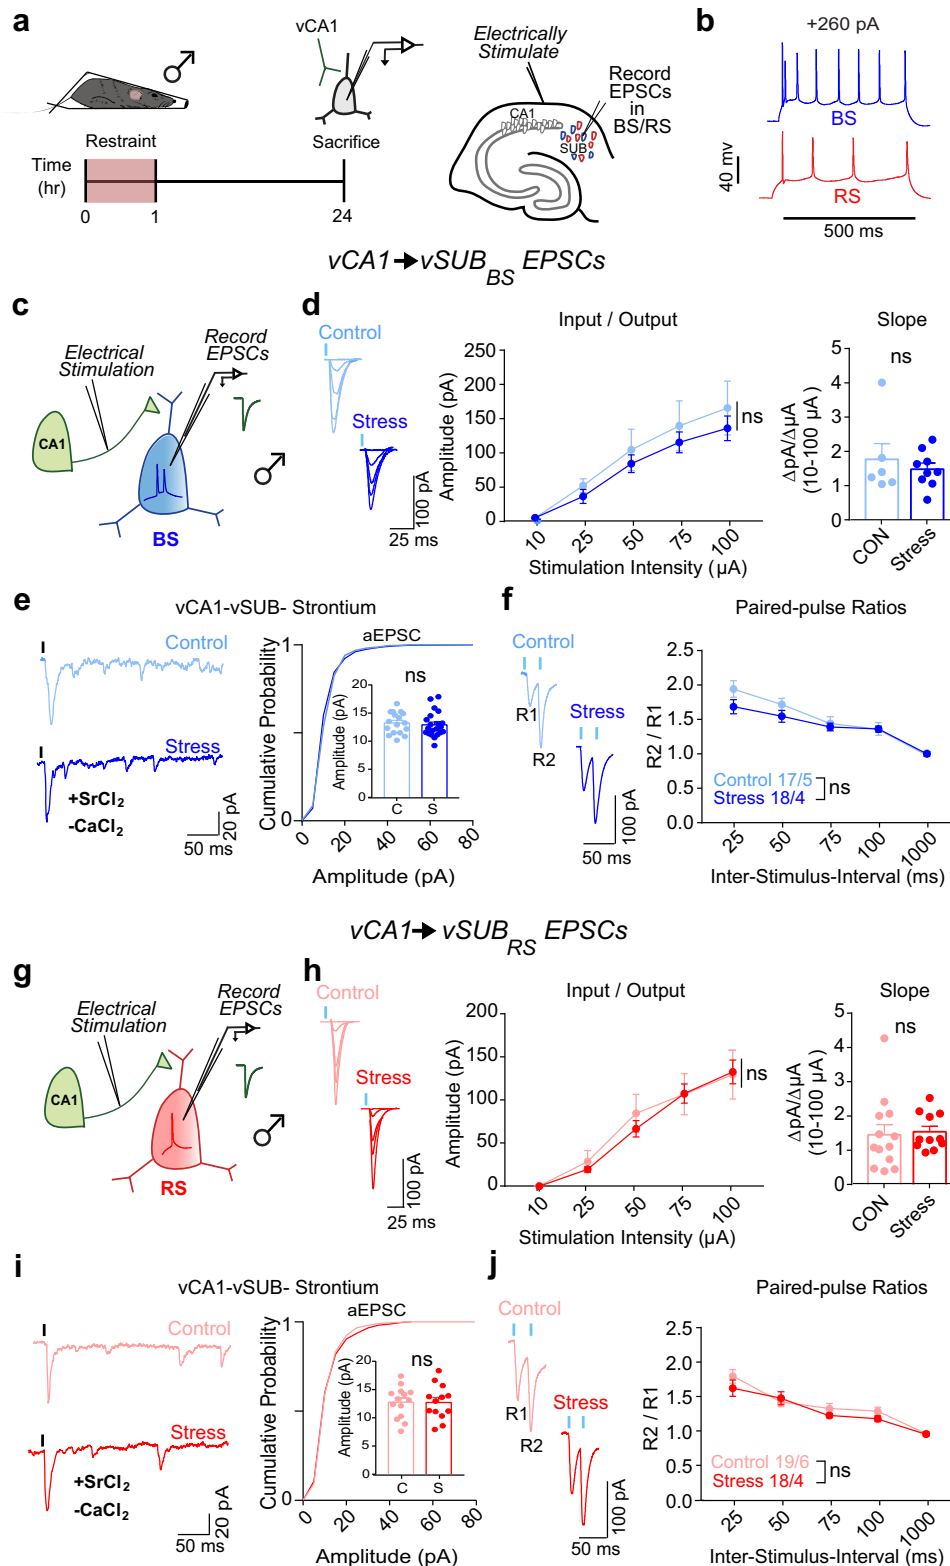 a
vCA1
Electrically
Stimulate
Record
EPSCs
in
BS/RS
CA1
SUB
Restraint
Sacrifice
Time
(hr)
0
1
24
b
+260 pA
BS
RS
40 mv
500 ms
vCA1 → vSUB BS EPSCs
c
Electrical
Stimulation
Record
EPSCs
CA1
BS
d
Control
Stress
100 pA
25 ms
Input / Output
Amplitude (pA)
250
200
150
100
50
0
10
25
50
75
100
Stimulation Intensity (µA)
ns
Slope
ΔpA/ΔµA
(10-100 µA)
5
4
3
2
1
0
ns
CON
Stress
e
vCA1-vSUB- Strontium
Control
Stress
+SrCl2
-CaCl2
20 pA
50 ms
Cumulative Probability
1
0
aEPSC
ns
Amplitude (pA)
20
15
10
5
0
C
S
0
20
40
60
80
Amplitude (pA)
f
Control
R1
R2
Stress
100 pA
50 ms
Paired-pulse Ratios
R2 / R1
2.5
2.0
1.5
1.0
0.5
0.0
Control 17/5
Stress 18/4
ns
25
50
75
100
1000
Inter-Stimulus-Interval (ms)
vCA1 → vSUB RS EPSCs
g
Electrical
Stimulation
Record
EPSCs
CA1
RS
h
Control
Stress
100 pA
25 ms
Input / Output
Amplitude (pA)
200
150
100
50
0
10
25
50
75
100
Stimulation Intensity (µA)
ns
Slope
ΔpA/ΔµA
(10-100 µA)
5
4
3
2
1
0
ns
CON
Stress
i
vCA1-vSUB- Strontium
Control
Stress
+SrCl2
-CaCl2
20 pA
50 ms
Cumulative Probability
1
0
aEPSC
ns
Amplitude (pA)
20
15
10
5
0
C
S
0
20
40
60
80
Amplitude (pA)
j
Control
R1
R2
Stress
100 pA
50 ms
Paired-pulse Ratios
R2 / R1
2.5
2.0
1.5
1.0
0.5
0.0
Control 19/6
Stress 18/4
ns
25
50
75
100
1000
Inter-Stimulus-Interval (ms)